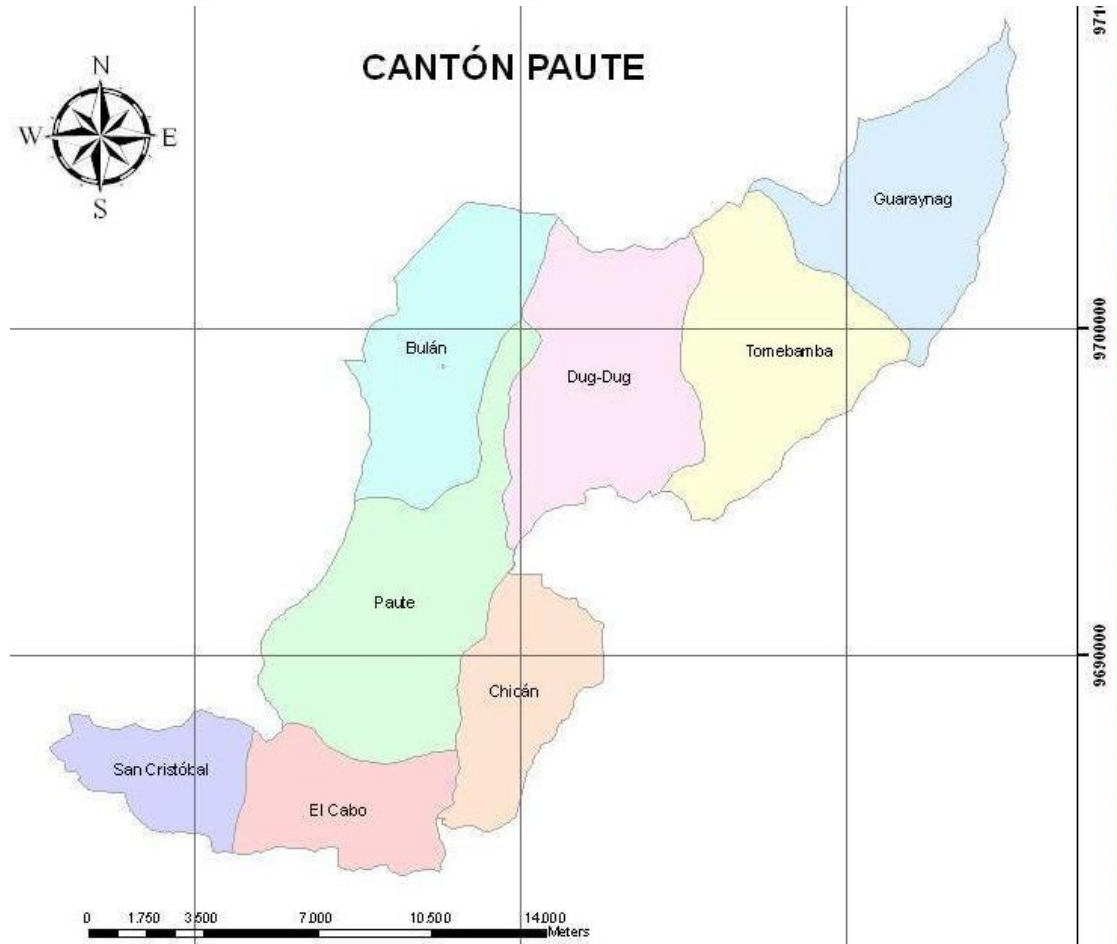 CANTÓN PAUTE
N
W E
S
Guaraynag
9700000
Bulán
Tomebamba
Dug-Dug
Paute
9690000
Chicán
San Cristóbal
El Cabo
0 1.750 3.500 7.000 10.500 14.000
Meters